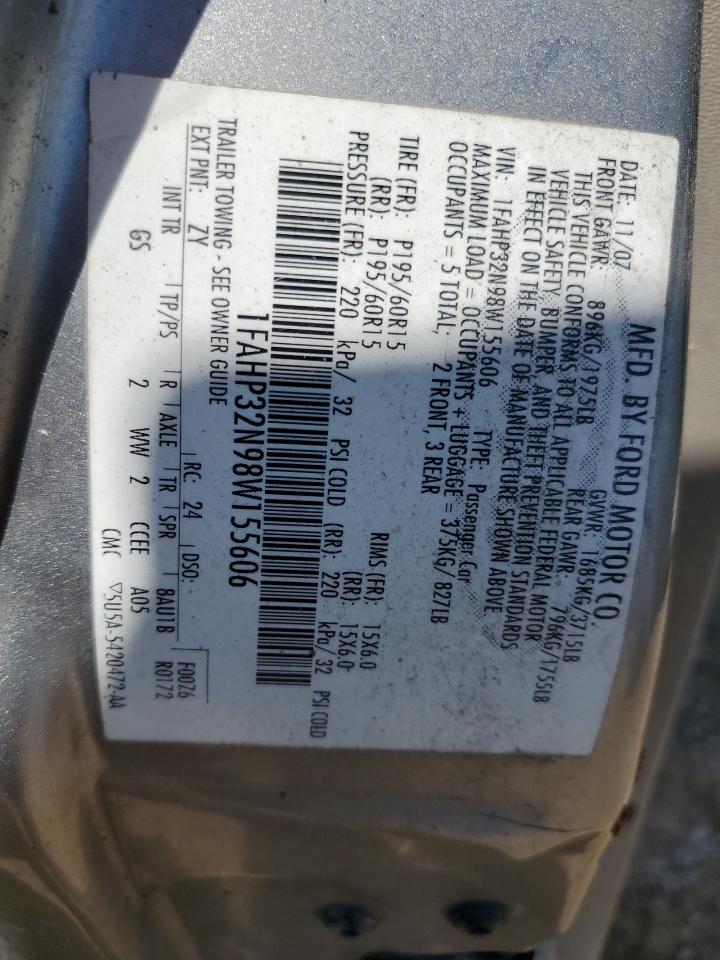 MFD. BY FORD MOTOR CO.
DATE: 11/07 GVWR: 1685KG/3715LB
FRONT GAWR: 896KG/1975LB REAR GAWR: 796KG/1755LB
THIS VEHICLE CONFORMS TO ALL APPLICABLE FEDERAL MOTOR
VEHICLE SAFETY, BUMPER, AND THEFT PREVENTION STANDARDS
IN EFFECT ON THE DATE OF MANUFACTURE SHOWN ABOVE.
VIN: 1FAHP32N98W155606 TYPE: Passenger Car
MAXIMUM LOAD = OCCUPANTS + LUGGAGE = 375KG/827LB
OCCUPANTS = 5 TOTAL, 2 FRONT, 3 REAR
TIRE (FR): P195/60R15 RIMS (FR): 15X6.0
(RR): P195/60R15 (RR): 15X6.0
PRESSURE (FR): 220 kPa/ 32 PSI COLD (RR): 220 kPa/32 PSI COLD
1FAHP32N98W155606
TRAILER TOWING - SEE OWNER GUIDE
EXT PNT: ZY RC: 24 DSO: F0026
R0172
INT TR TP/PS R AXLE TR SPR 8AU1B
GS 2 2 WW 2 CCEE A05
CMC ▽5U5A-5420472-AA